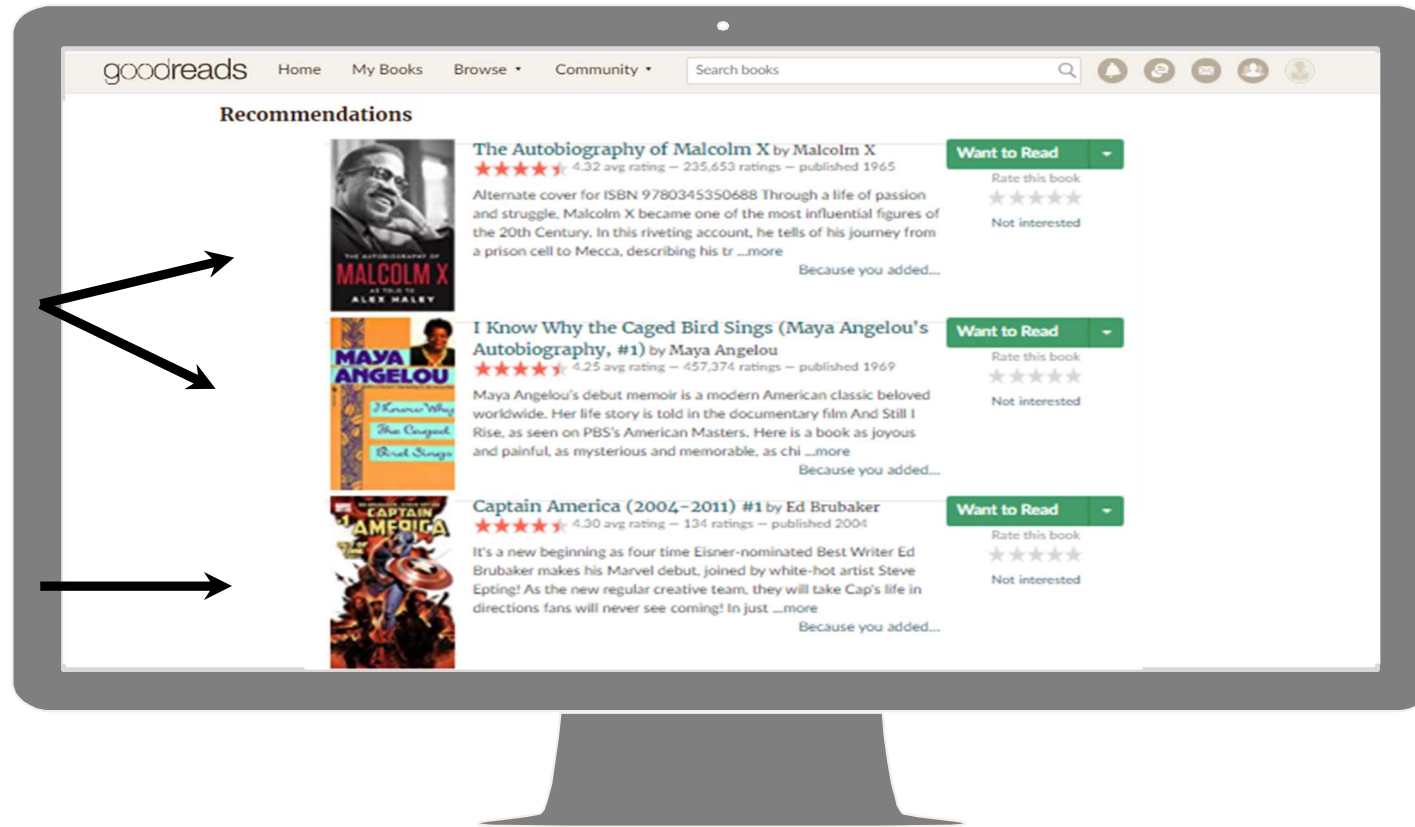 goodreads Home My Books Browse Community Search books
Recommendations
The Autobiography of Malcolm X by Malcolm X
4.32 avg rating — 235,653 ratings — published 1965
Alternate cover for ISBN 9780345350688 Through a life of passion
and struggle, Malcolm X became one of the most influential figures of
the 20th Century. In this riveting account, he tells of his journey from
a prison cell to Mecca, describing his tr ...more
Because you added...
Want to Read
Rate this book
Not interested
THE AUTOBIOGRAPHY OF
MALCOLM X
AS TOLD TO
ALEX HALEY
I Know Why the Caged Bird Sings (Maya Angelou's
Autobiography, #1) by Maya Angelou
4.25 avg rating — 457,374 ratings — published 1969
Maya Angelou's debut memoir is a modern American classic beloved
worldwide. Her life story is told in the documentary film And Still I
Rise, as seen on PBS's American Masters. Here is a book as joyous
and painful, as mysterious and memorable, as chi ...more
Because you added...
Want to Read
Rate this book
Not interested
MAYA
ANGELOU
I Know Why
The Caged
Bird Sings
Captain America (2004-2011) #1 by Ed Brubaker
4.30 avg rating — 134 ratings — published 2004
It's a new beginning as four time Eisner-nominated Best Writer Ed
Brubaker makes his Marvel debut, joined by white-hot artist Steve
Epting! As the new regular creative team, they will take Cap's life in
directions fans will never see coming! In just ...more
Because you added...
Want to Read
Rate this book
Not interested
CAPTAIN
AMERICA
#1